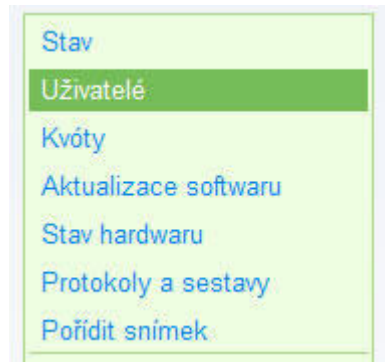 Stav
Uživatelé
Kvóty
Aktualizace softwaru
Stav hardwaru
Protokoly a sestavy
Pořídit snímek